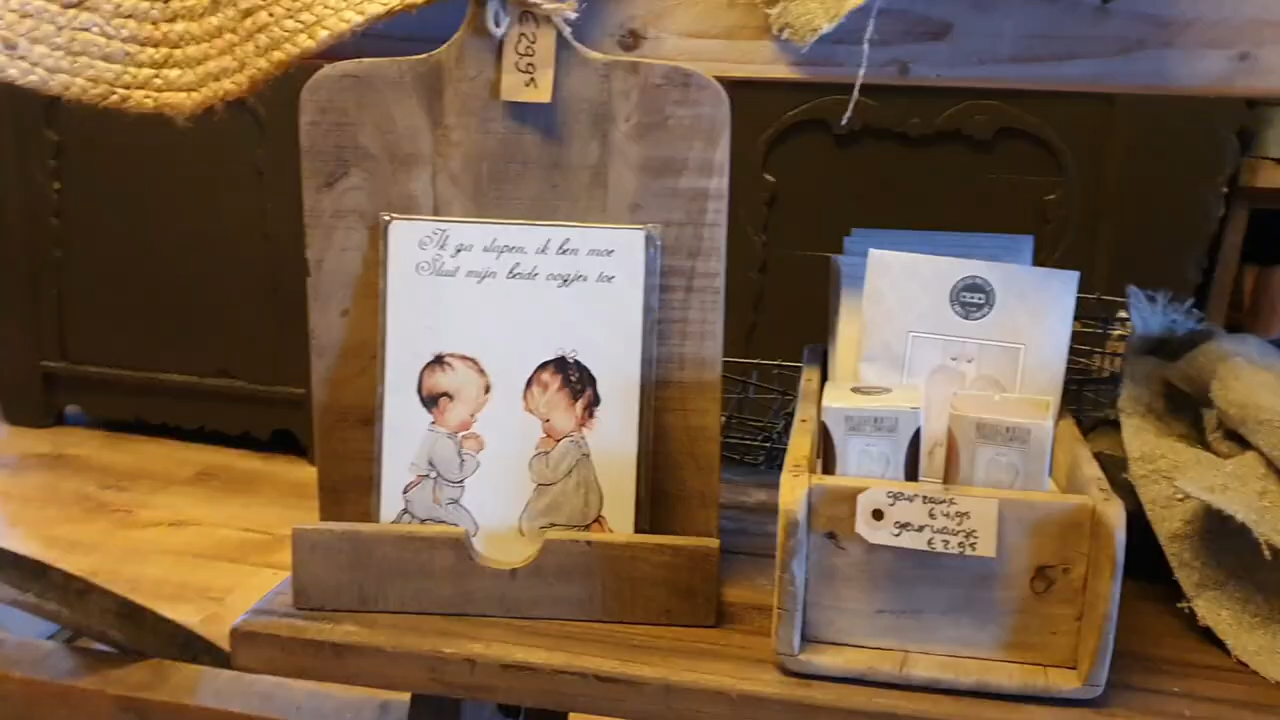 €29.95
Ik ga slapen, ik ben moe
Sluit mijn beide oogjes toe
geurzakje
€4.95
geurwaxje
€2.95